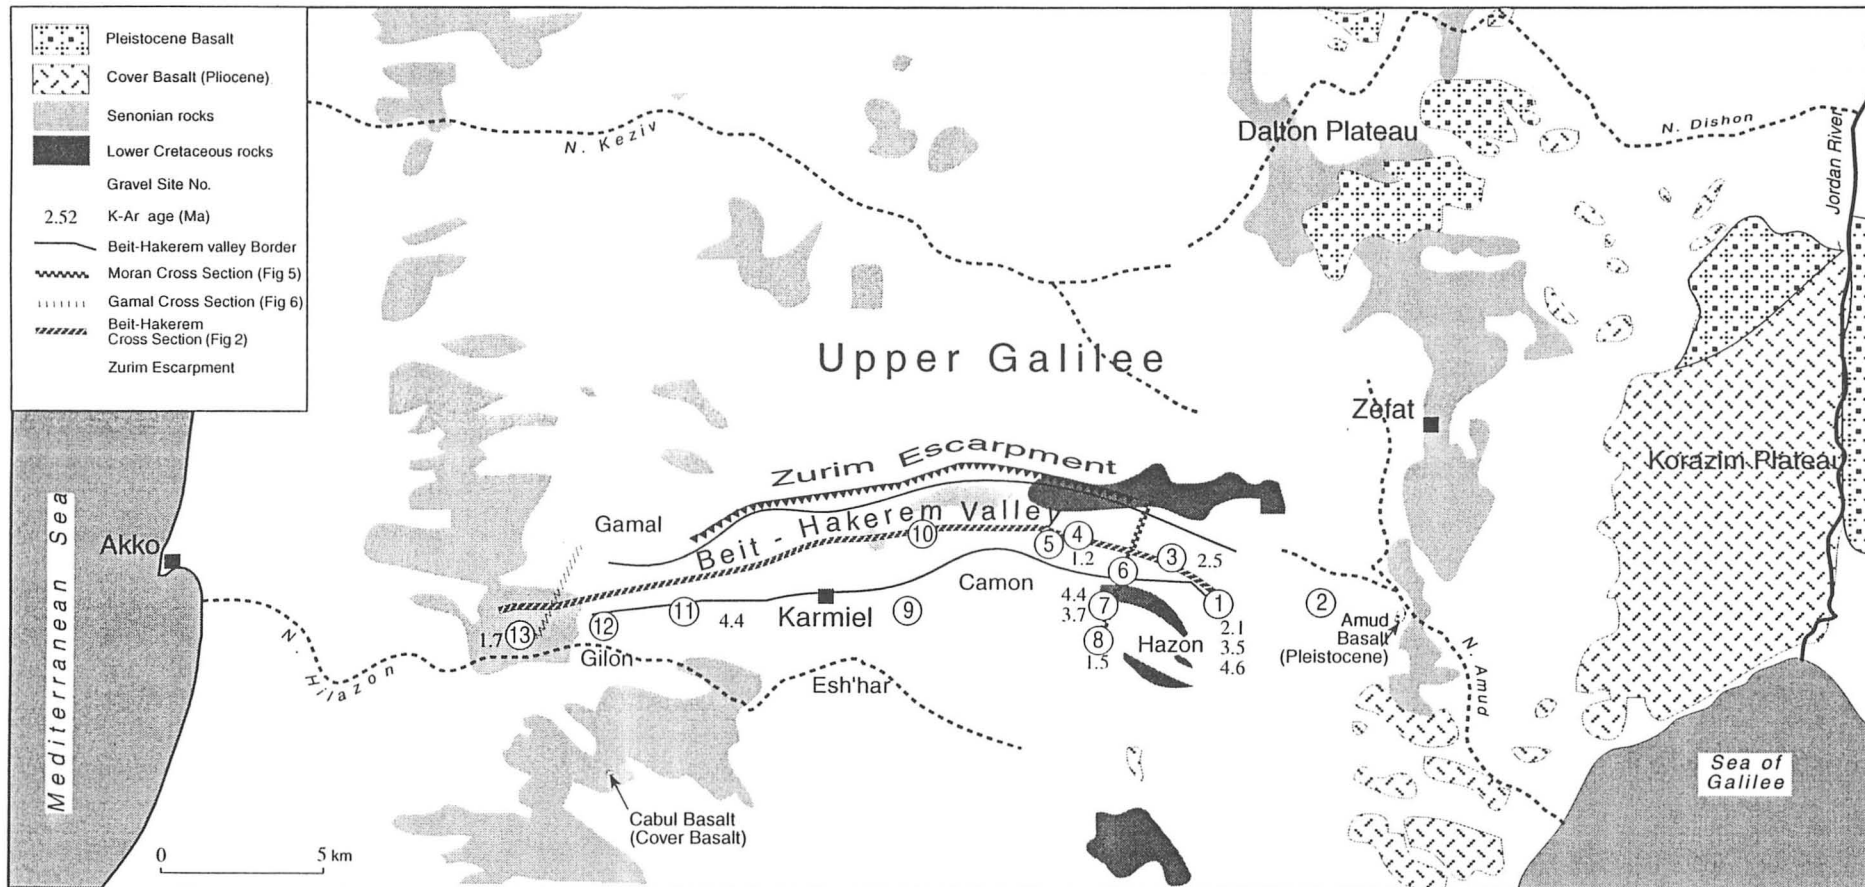 Pleistocene Basalt
Cover Basalt (Pliocene)
Senonian rocks
Lower Cretaceous rocks
Gravel Site No.
2.52 K-Ar age (Ma)
Beit-Hakerem valley Border
Moran Cross Section (Fig 5)
Gamal Cross Section (Fig 6)
Beit-Hakerem
Cross Section (Fig 2)
Zurim Escarpment
N. Keziv
Dalton Plateau
N. Dishon
Jordan River
Upper Galilee
Zefat
Korazim Plateau
Zurim Escarpment
Gamal
Beit - Hakerem Valley
Mediterranean Sea
Akko
10
5
4
1.2
3
2.5
6
Camon
4.4
3.7
7
1
2
11
4.4
Karmiel
9
12
1.7
13
8
1.5
Hazon
2.1
3.5
4.6
Amud
Basalt
(Pleistocene)
N. Amud
N. Hilazon
Gilon
Esh'har
Cabul Basalt
(Cover Basalt)
Sea of
Galilee
0 5 km